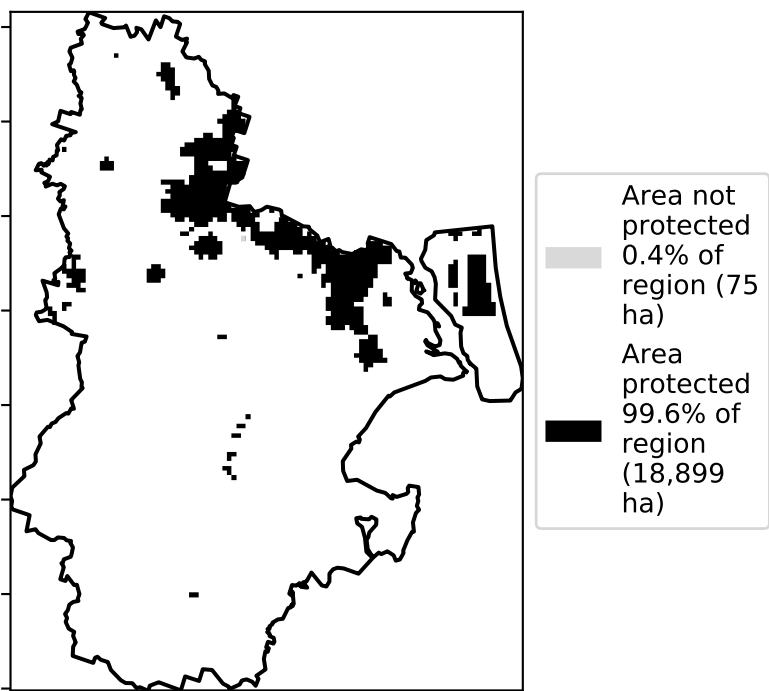 Area not
protected
0.4% of
region (75
ha)
Area
protected
99.6% of
region
(18,899
ha)